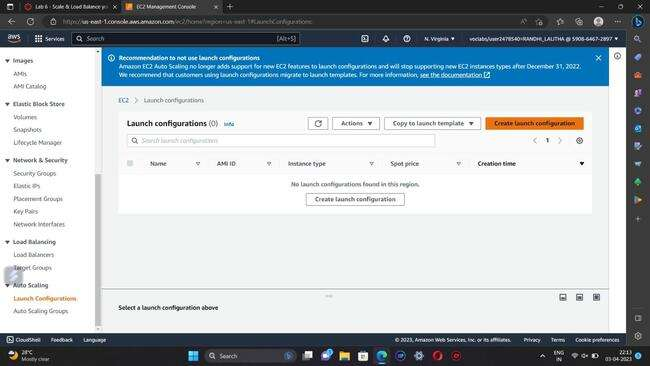 Lab 6 - Scale & Load Balance yo
EC2 Management Console
https://us-east-1.console.aws.amazon.com/ec2/home?region=us-east-1#LaunchConfigurations:
aws
Services
Search
[Alt+S]
N. Virginia
voclabs/user2478540=RANDHI_LALITHA @ 5906-6467-2897
Images
AMIs
AMI Catalog
Elastic Block Store
Volumes
Snapshots
Lifecycle Manager
Network & Security
Security Groups
Elastic IPs
Placement Groups
Key Pairs
Network Interfaces
Load Balancing
Load Balancers
Target Groups
Auto Scaling
Launch Configurations
Auto Scaling Groups
Recommendation to not use launch configurations
Amazon EC2 Auto Scaling no longer adds support for new EC2 features to launch configurations and will stop supporting new EC2 instances types after December 31, 2022.
We recommend that customers using launch configurations migrate to launch templates. For more information, see the documentation
EC2 > Launch configurations
Launch configurations (0) Info
Actions
Copy to launch template
Create launch configuration
Search launch configurations
1
Name
AMI ID
Instance type
Spot price
Creation time
No launch configurations found in this region.
Create launch configuration
Select a launch configuration above
CloudShell
Feedback
Language
© 2023, Amazon Web Services, Inc. or its affiliates.
Privacy
Terms
Cookie preferences
28°C
Mostly clear
Search
ENG
IN
22:13
03-04-2023